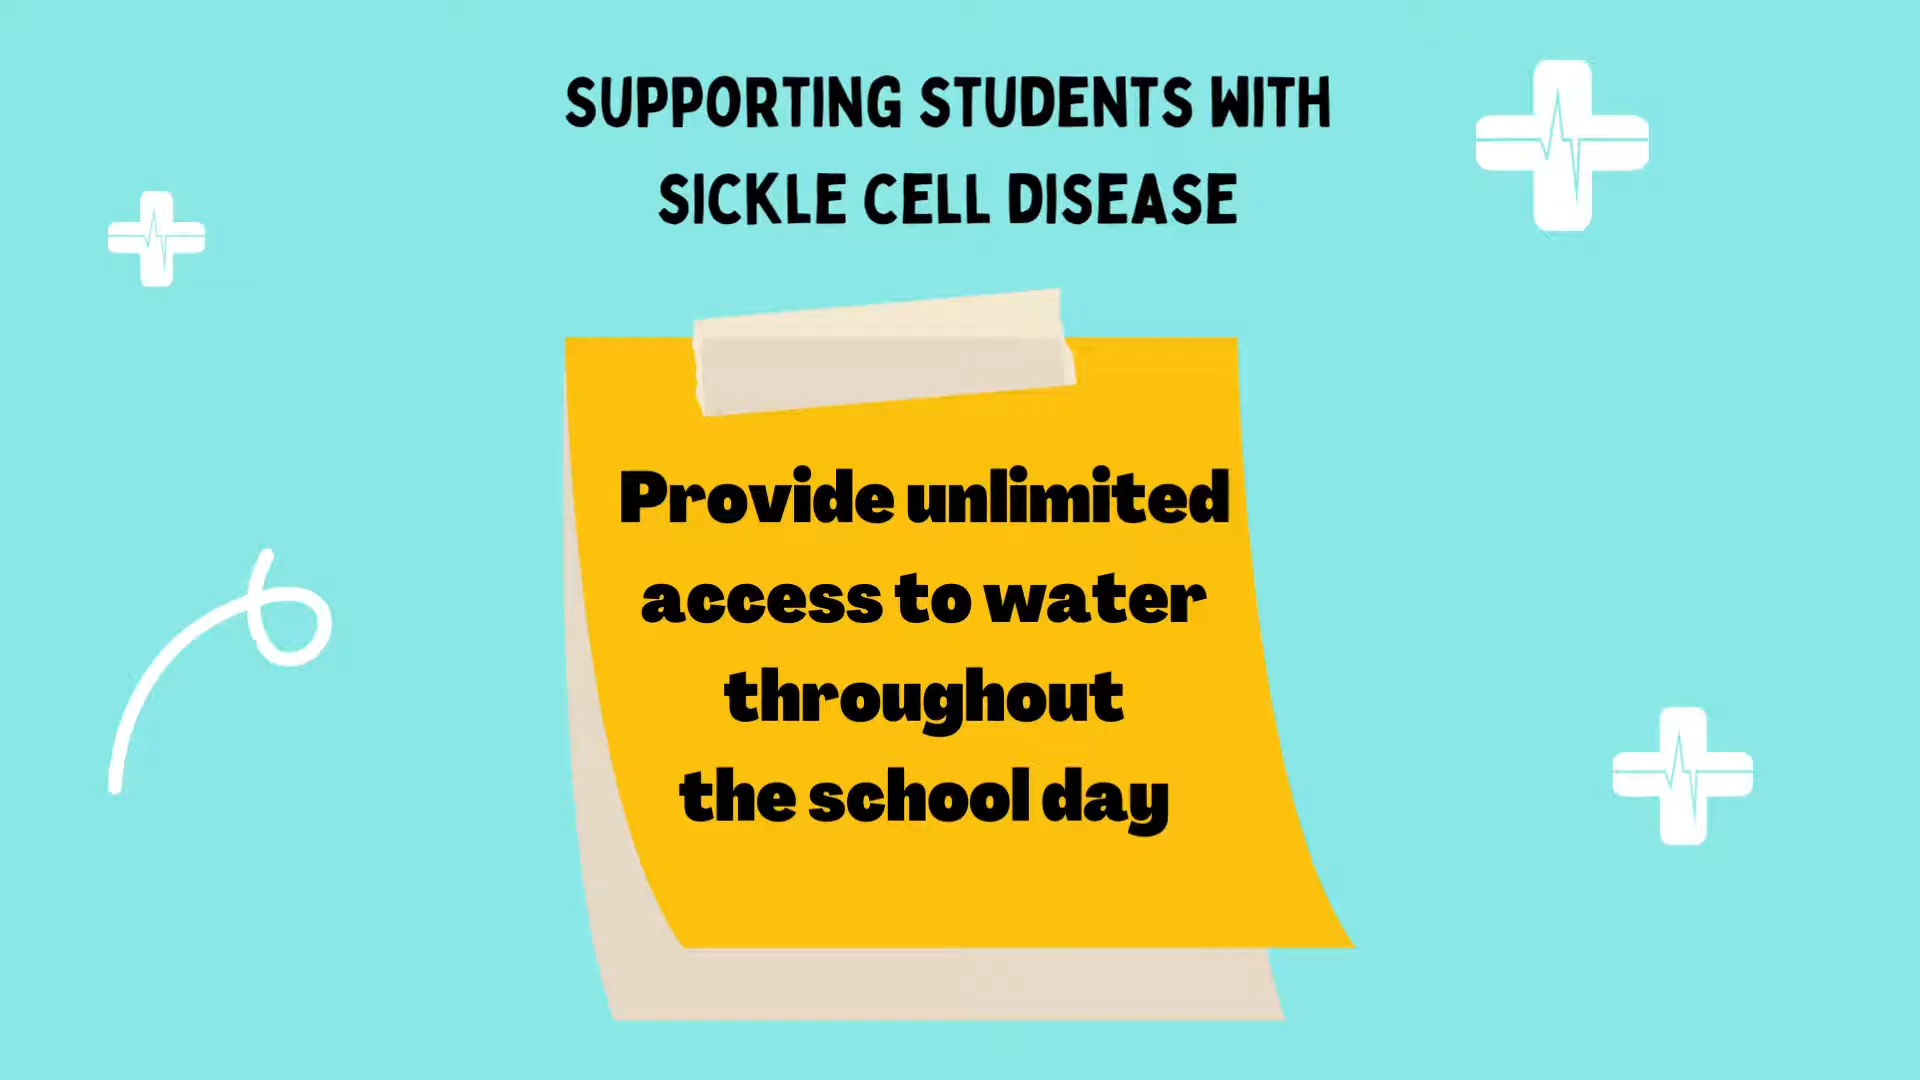 SUPPORTING STUDENTS WITH
SICKLE CELL DISEASE
Provide unlimited
access to water
throughout
the school day